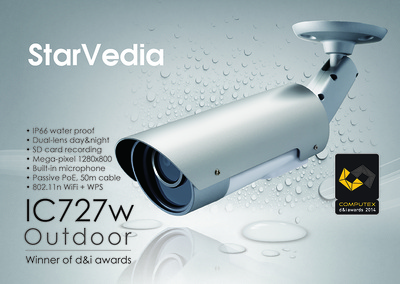 StarVedia
• IP66 water proof
• Dual-lens day&night
• SD card recording
• Mega-pixel 1280x800
• Built-in microphone
• Passive PoE, 50m cable
• 802.11n WiFi + WPS
IC727w
Outdoor
Winner of d&i awards
COMPUTEX
d&i awards 2014